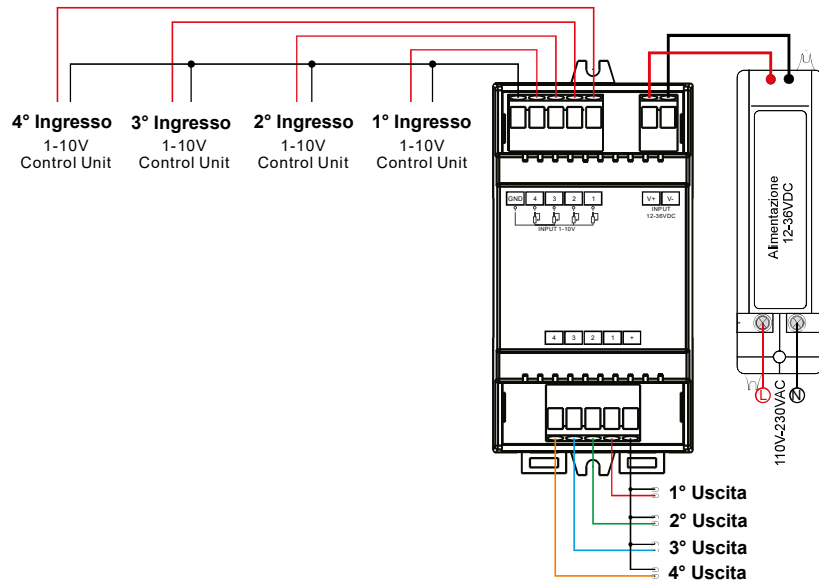 4° Ingresso
1-10V
Control Unit
3° Ingresso
1-10V
Control Unit
2° Ingresso
1-10V
Control Unit
1° Ingresso
1-10V
Control Unit
GND 4 3 2 1
INPUT 1-10V
V+ V-
INPUT
12-36VDC
Alimentazione
12-36VDC
L N
110V-230VAC
4 3 2 1 +
1° Uscita
2° Uscita
3° Uscita
4° Uscita